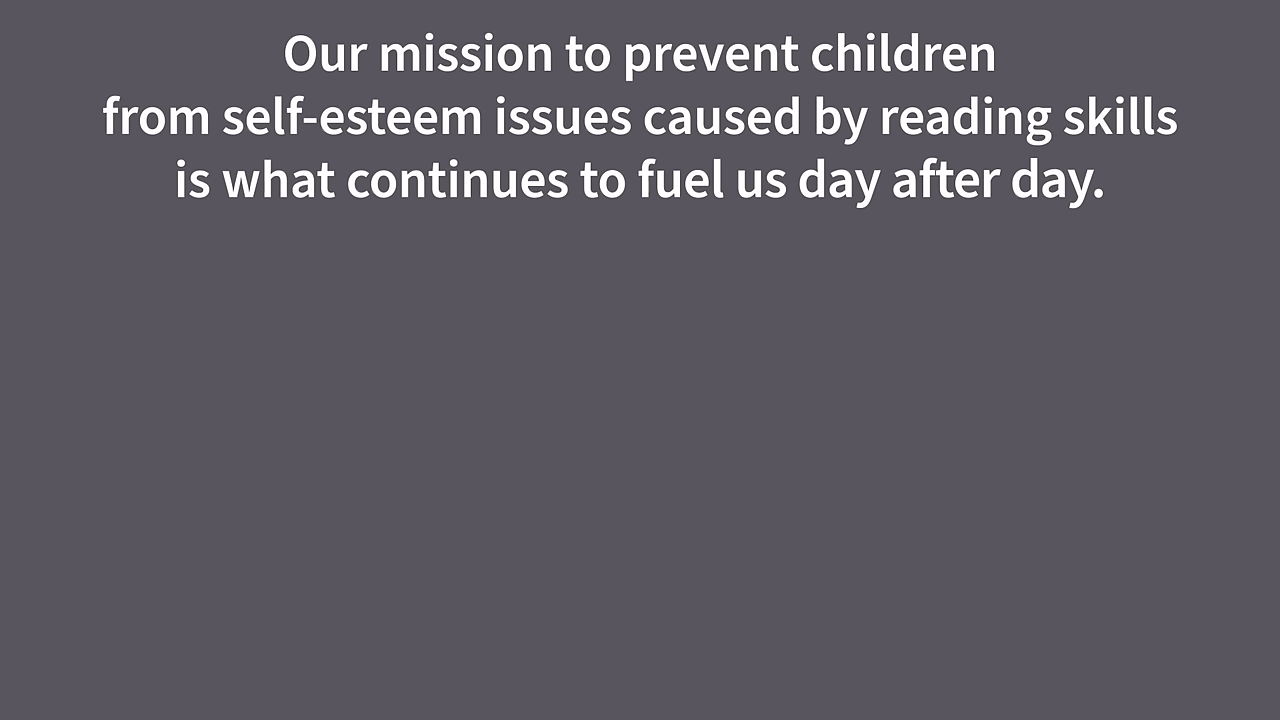 Our mission to prevent children
from self-esteem issues caused by reading skills
is what continues to fuel us day after day.